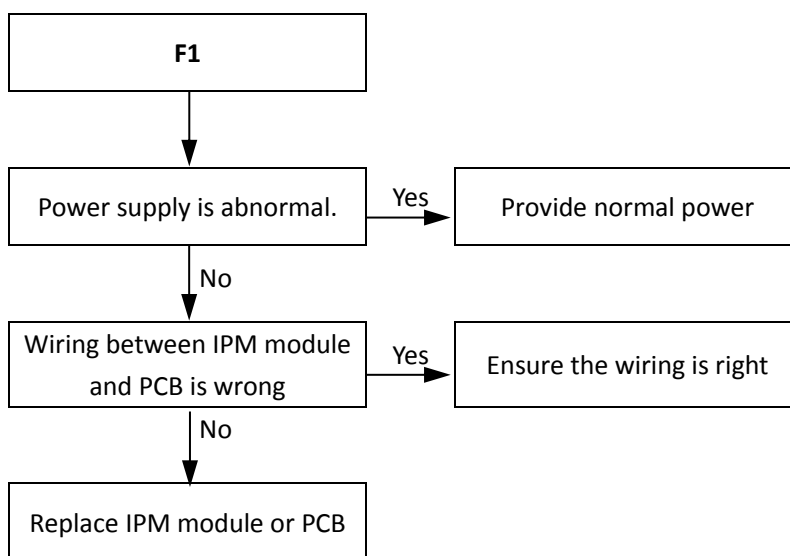 F1
Power supply is abnormal.
Yes
Provide normal power
No
Wiring between IPM module
and PCB is wrong
Yes
Ensure the wiring is right
No
Replace IPM module or PCB